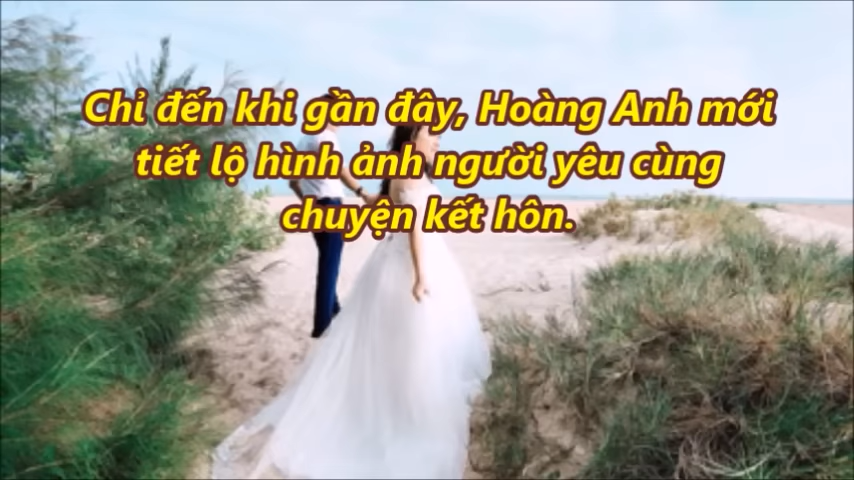 Chỉ đến khi gần đây, Hoàng Anh mới
tiết lộ hình ảnh người yêu cùng
chuyện kết hôn.